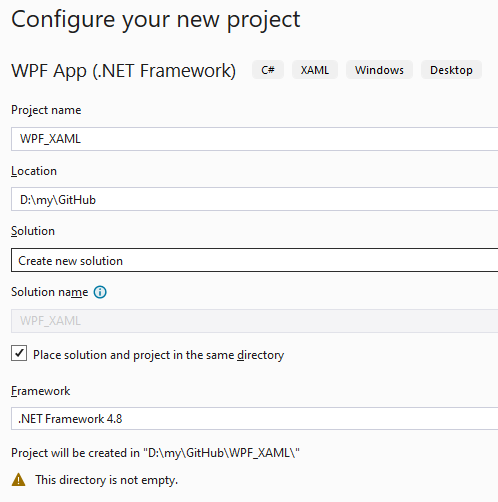 Configure your new project
WPF App (.NET Framework) C# XAML Windows Desktop
Project name
WPF_XAML
Location
D:\my\GitHub
Solution
Create new solution
Solution name
WPF_XAML
Place solution and project in the same directory
Framework
.NET Framework 4.8
Project will be created in "D:\my\GitHub\WPF_XAML\"
This directory is not empty.